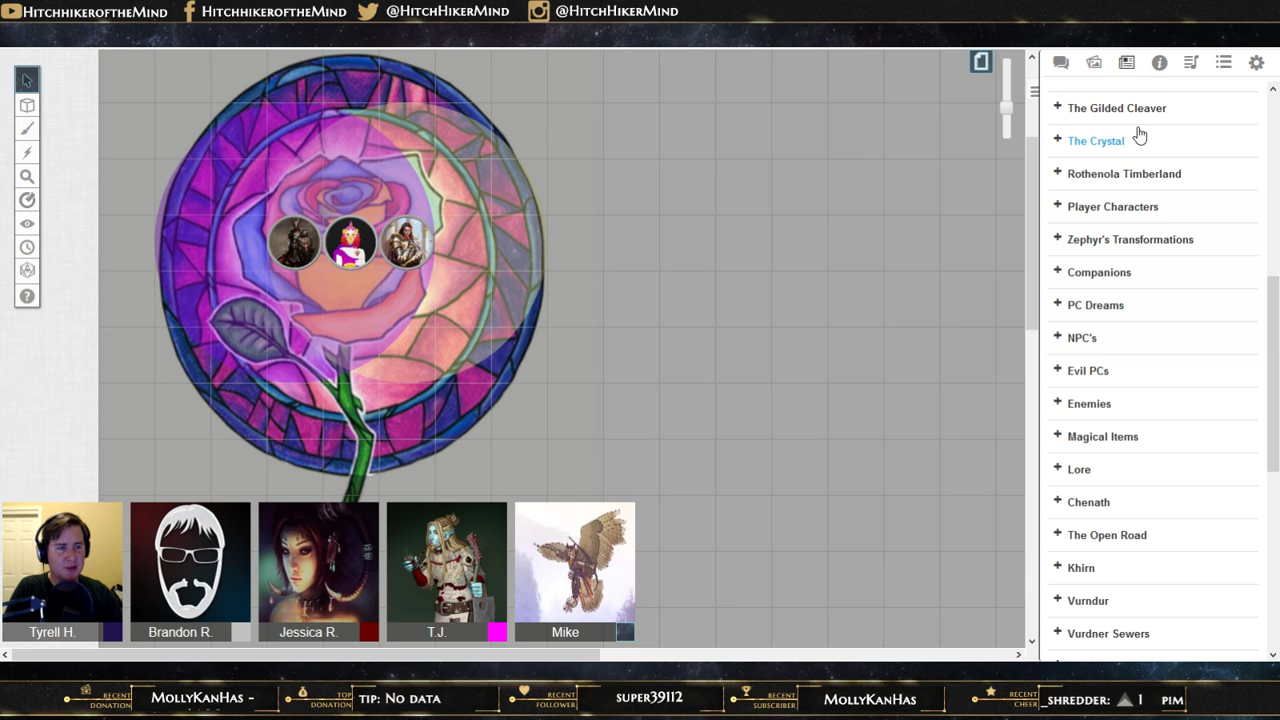 HitchhikeroftheMind HitchhikeroftheMind @HitchHikerMind @HitchHikerMind
The Gilded Cleaver
The Crystal
Rothenola Timberland
Player Characters
Zephyr's Transformations
Companions
PC Dreams
NPC's
Evil PCs
Enemies
Magical Items
Lore
Chenath
The Open Road
Khirn
Vurndur
Vurdner Sewers
Tyrell H. Brandon R. Jessica R. T.J. Mike
RECENT DONATION MollyKanHas - TOP DONATION TIP: No data RECENT FOLLOWER super39112 RECENT SUBSCRIBER MollyKanHas RECENT CHEER _shredder: 1 PIM